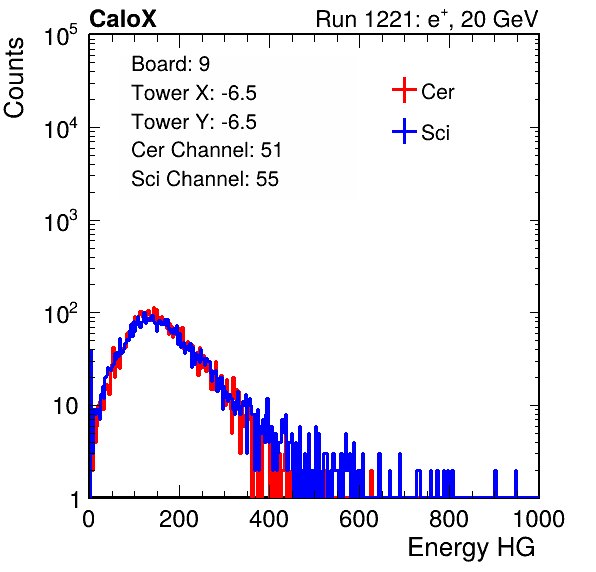 CaloX Run 1221: e⁺, 20 GeV
Counts
10⁵
10⁴
10³
10²
10
1
Board: 9
Tower X: -6.5
Tower Y: -6.5
Cer Channel: 51
Sci Channel: 55
Cer
Sci
0 200 400 600 800 1000
Energy HG